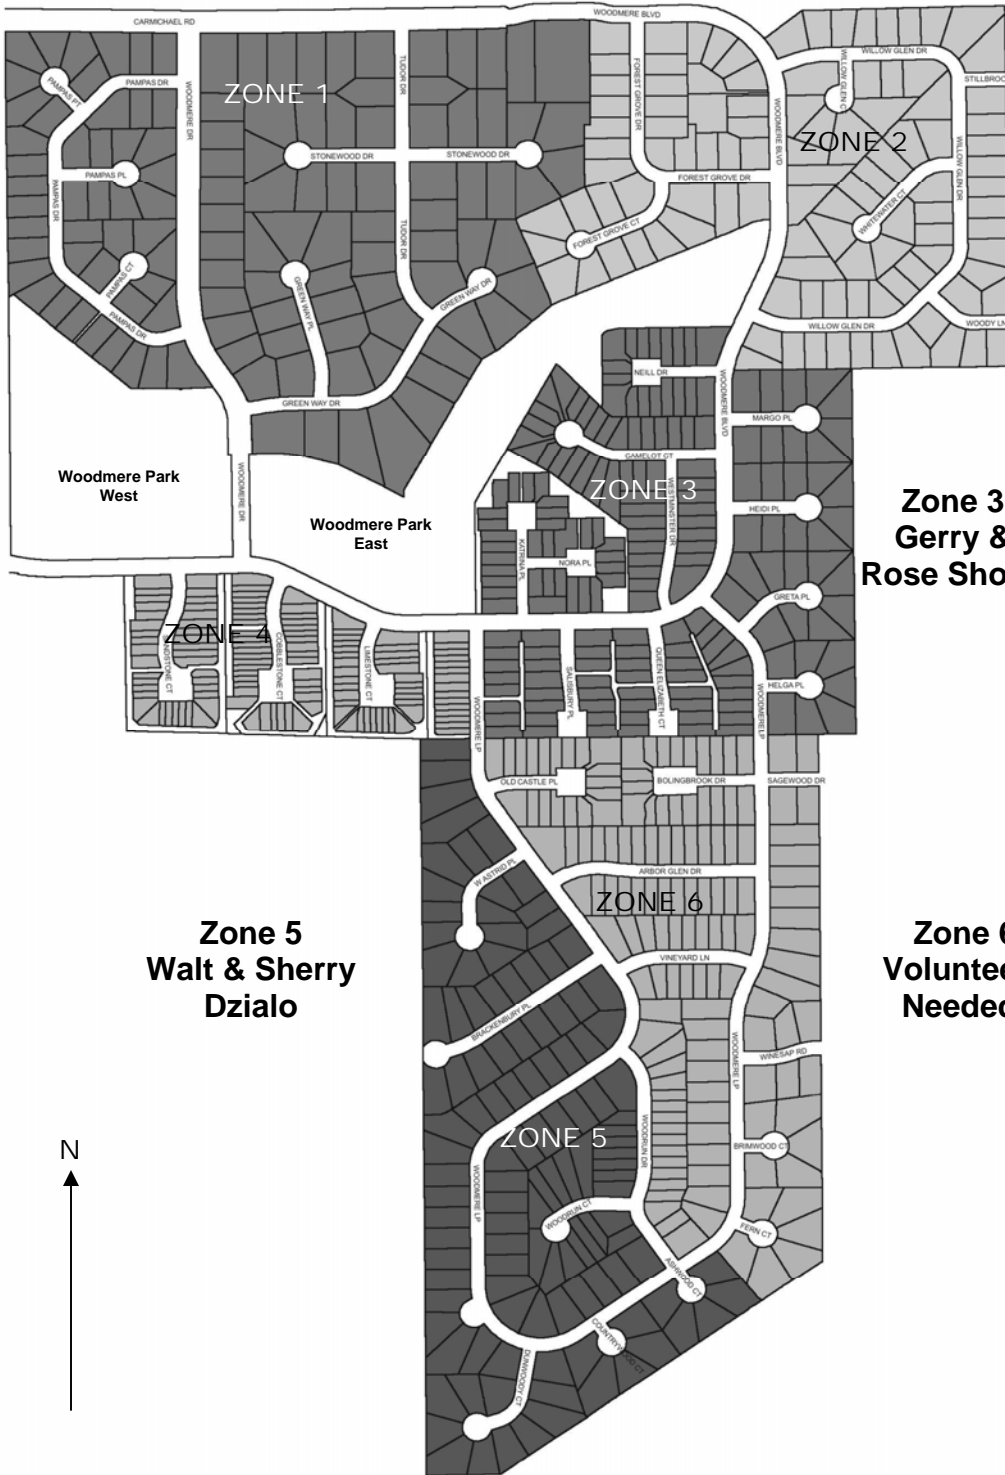 CARMICHAEL RD
WOODMERE BLVD
PAMPAS PT
PAMPAS DR
WOODMERE DR
ZONE 1
TUDOR DR
FOREST GROVE DR
WOODMERE BLVD
WILLOW GLEN DR
WILLOW GLEN C
STILLBROO
ZONE 2
STONEWOOD DR
STONEWOOD DR
PAMPAS PL
PAMPAS DR
FOREST GROVE DR
WILLOW GLEN DR
WHITEWATER CT
FOREST GROVE CT
TUDOR DR
PAMPAS CT
GREEN WAY PL
GREEN WAY DR
PAMPAS DR
WILLOW GLEN DR
WOODY LN
NEILL DR
WOODMERE BLVD
GREEN WAY DR
MARGO PL
CAMELOT CT
Woodmere Park
West
WOODMERE DR
ZONE 3
WESTMINSTER DR
HEIDI PL
Woodmere Park
East
KATRINA PL
NORA PL
Zone 3
Gerry &
Rose Sho
GRETA PL
ZONE 4
SANDSTONE CT
COBBLESTONE CT
LIMESTONE CT
WOODMERE LP
SALISBURY PL
QUEEN ELIZABETH CT
WOODMERE LP
HELGA PL
OLD CASTLE PL
BOLINGBROOK DR
SAGEWOOD DR
W ASTRID PL
ARBOR GLEN DR
ZONE 6
Zone 5
Walt & Sherry
Dzialo
VINEYARD LN
Zone 6
Voluntee
Needed
BRACKENBURY PL
WOODMERE LP
WINESAP RD
ZONE 5
WOODRUN DR
BRIMWOOD CT
N
WOODMERE LP
WOODRUN CT
FERN CT
ASHWOOD CT
COUNTRYWOOD CT
DUNWOODY CT